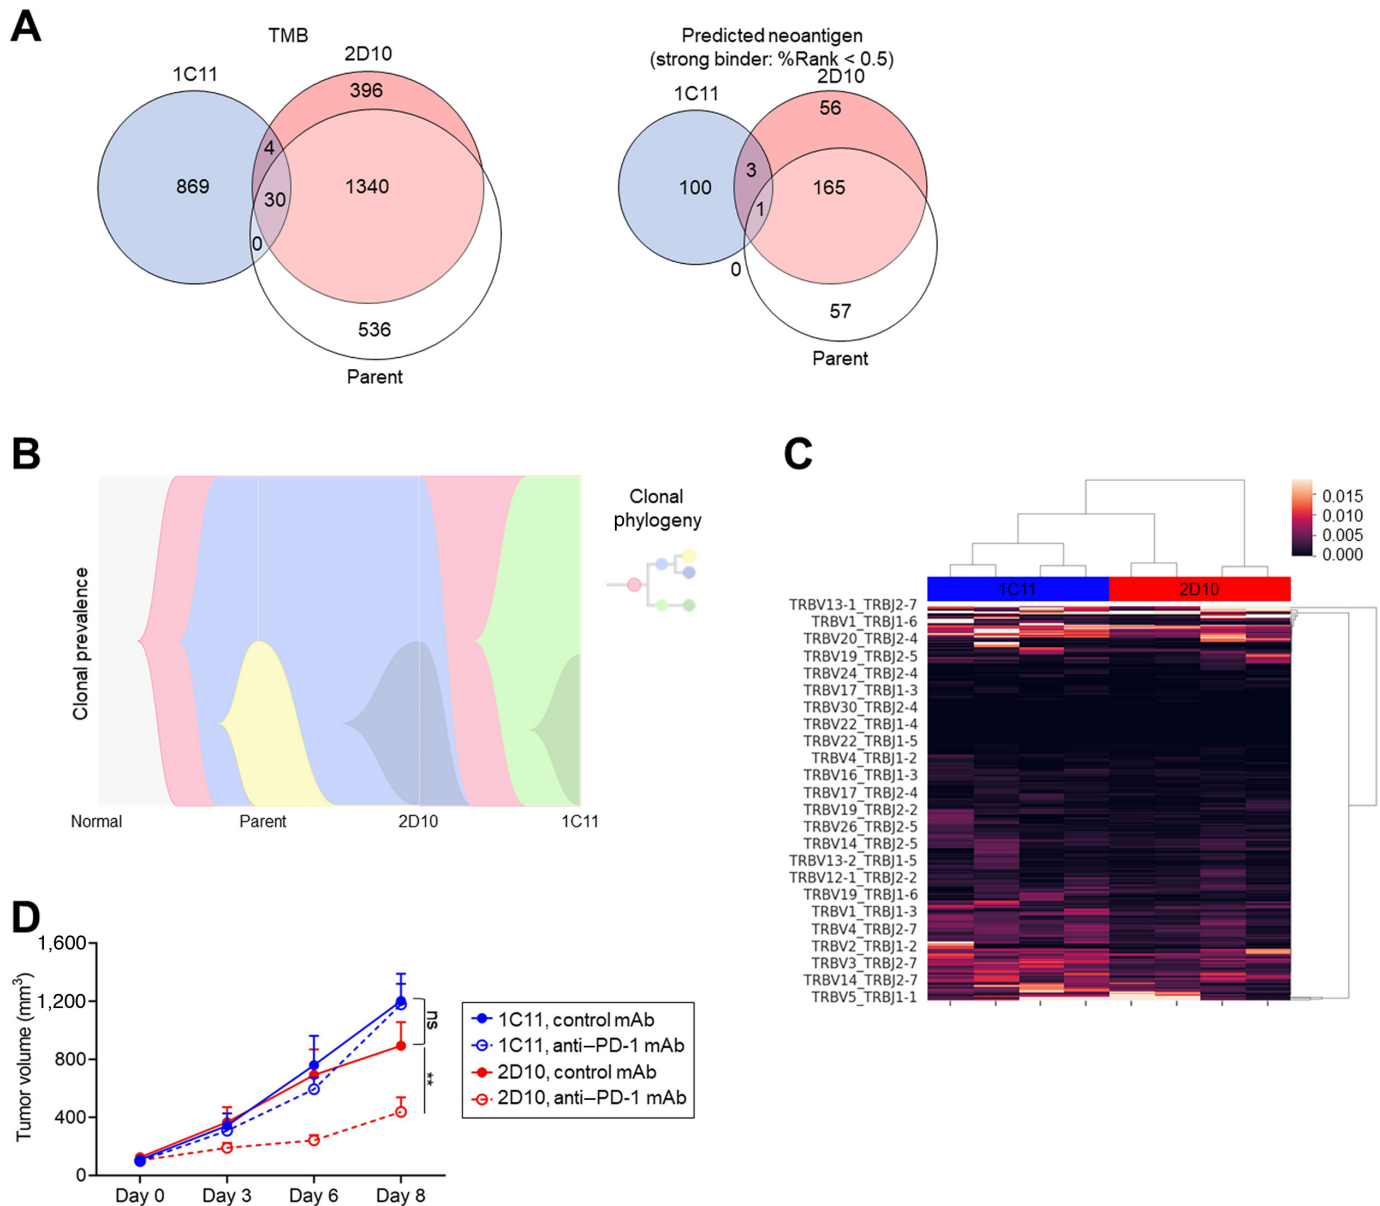 A
TMB
2D10
1C11
396
4
869
1340
30
0
536
Parent
Predicted neoantigen
(strong binder: %Rank < 0.5)
2D10
1C11
56
3
100
165
1
0
57
Parent
B
Clonal prevalence
Normal
Parent
2D10
1C11
Clonal
phylogeny
C
0.015
0.010
0.005
0.000
1C11
2D10
TRBV13-1_TRBJ2-7
TRBV1_TRBJ1-6
TRBV20_TRBJ2-4
TRBV19_TRBJ2-5
TRBV24_TRBJ2-4
TRBV17_TRBJ1-3
TRBV30_TRBJ2-4
TRBV22_TRBJ1-4
TRBV22_TRBJ1-5
TRBV4_TRBJ1-2
TRBV16_TRBJ1-3
TRBV17_TRBJ2-4
TRBV19_TRBJ2-2
TRBV26_TRBJ2-5
TRBV14_TRBJ2-5
TRBV13-2_TRBJ1-5
TRBV12-1_TRBJ2-2
TRBV19_TRBJ1-6
TRBV1_TRBJ1-3
TRBV4_TRBJ2-7
TRBV2_TRBJ1-2
TRBV3_TRBJ2-7
TRBV14_TRBJ2-7
TRBV5_TRBJ1-1
D
Tumor volume (mm³)
1,600
1,200
800
400
0
Day 0
Day 3
Day 6
Day 8
ns
**
1C11, control mAb
1C11, anti–PD-1 mAb
2D10, control mAb
2D10, anti–PD-1 mAb